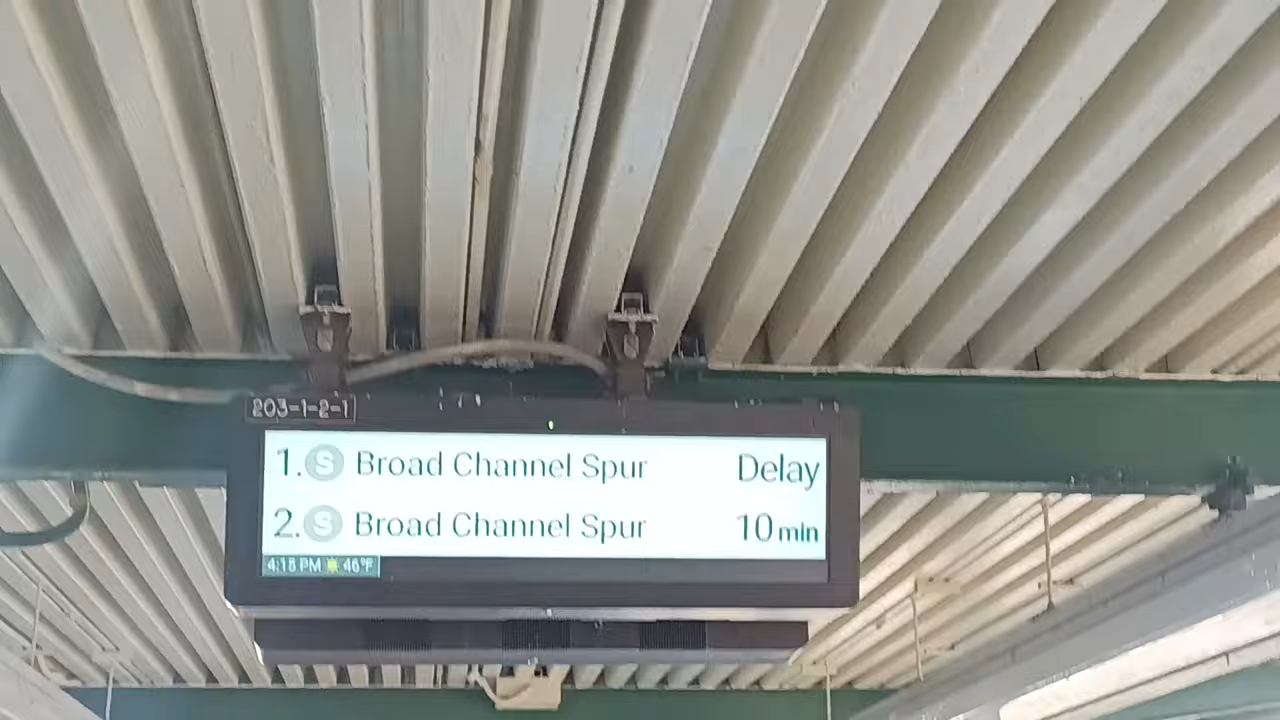 203-1-2-1
1. S Broad Channel Spur Delay
2. S Broad Channel Spur 10 min
4:18 PM 46°F